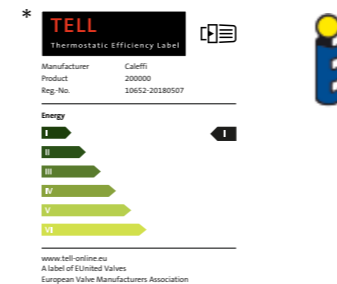 *
TELL
Thermostatic Efficiency Label
Manufacturer Caleffi
Product 200000
Reg.-No. 10652-20180507
Energy
I I
II
III
IV
V
VI
www.tell-online.eu
A label of EUnited Valves
European Valve Manufacturers Association